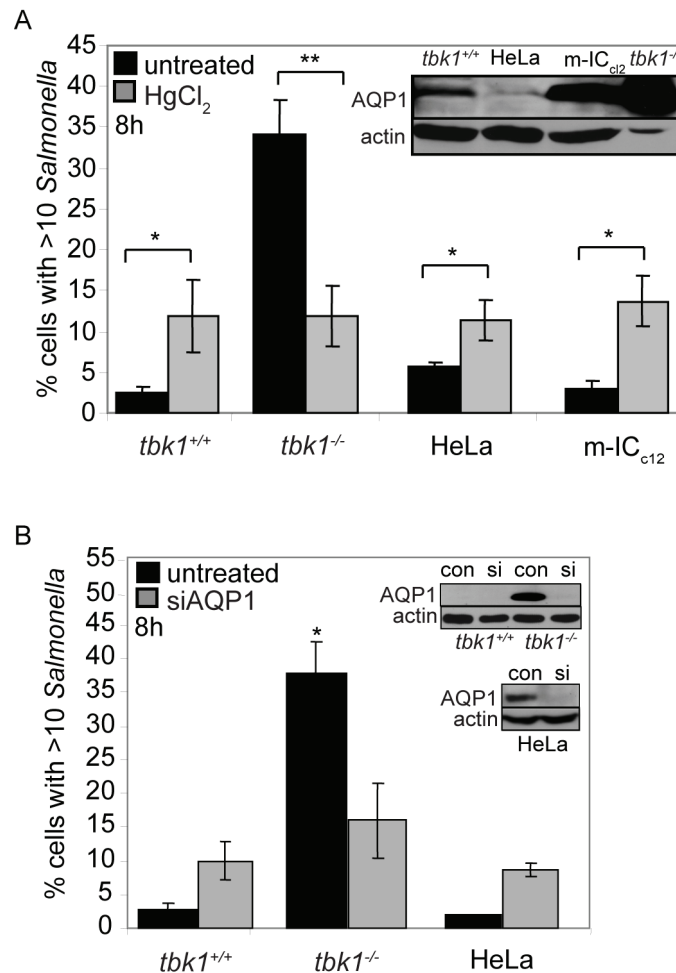 A
% cells with >10 Salmonella
45
40
35
30
25
20
15
10
5
0
untreated
HgCl2
8h
*
**
*
*
tbk1+/+ HeLa m-ICcl2 tbk1-/-
AQP1
actin
tbk1+/+ tbk1-/- HeLa m-ICc12
B
% cells with >10 Salmonella
55
50
45
40
35
30
25
20
15
10
5
0
untreated
siAQP1
8h
*
con si con si
AQP1
actin
tbk1+/+ tbk1-/-
con si
AQP1
actin
HeLa
tbk1+/+ tbk1-/- HeLa